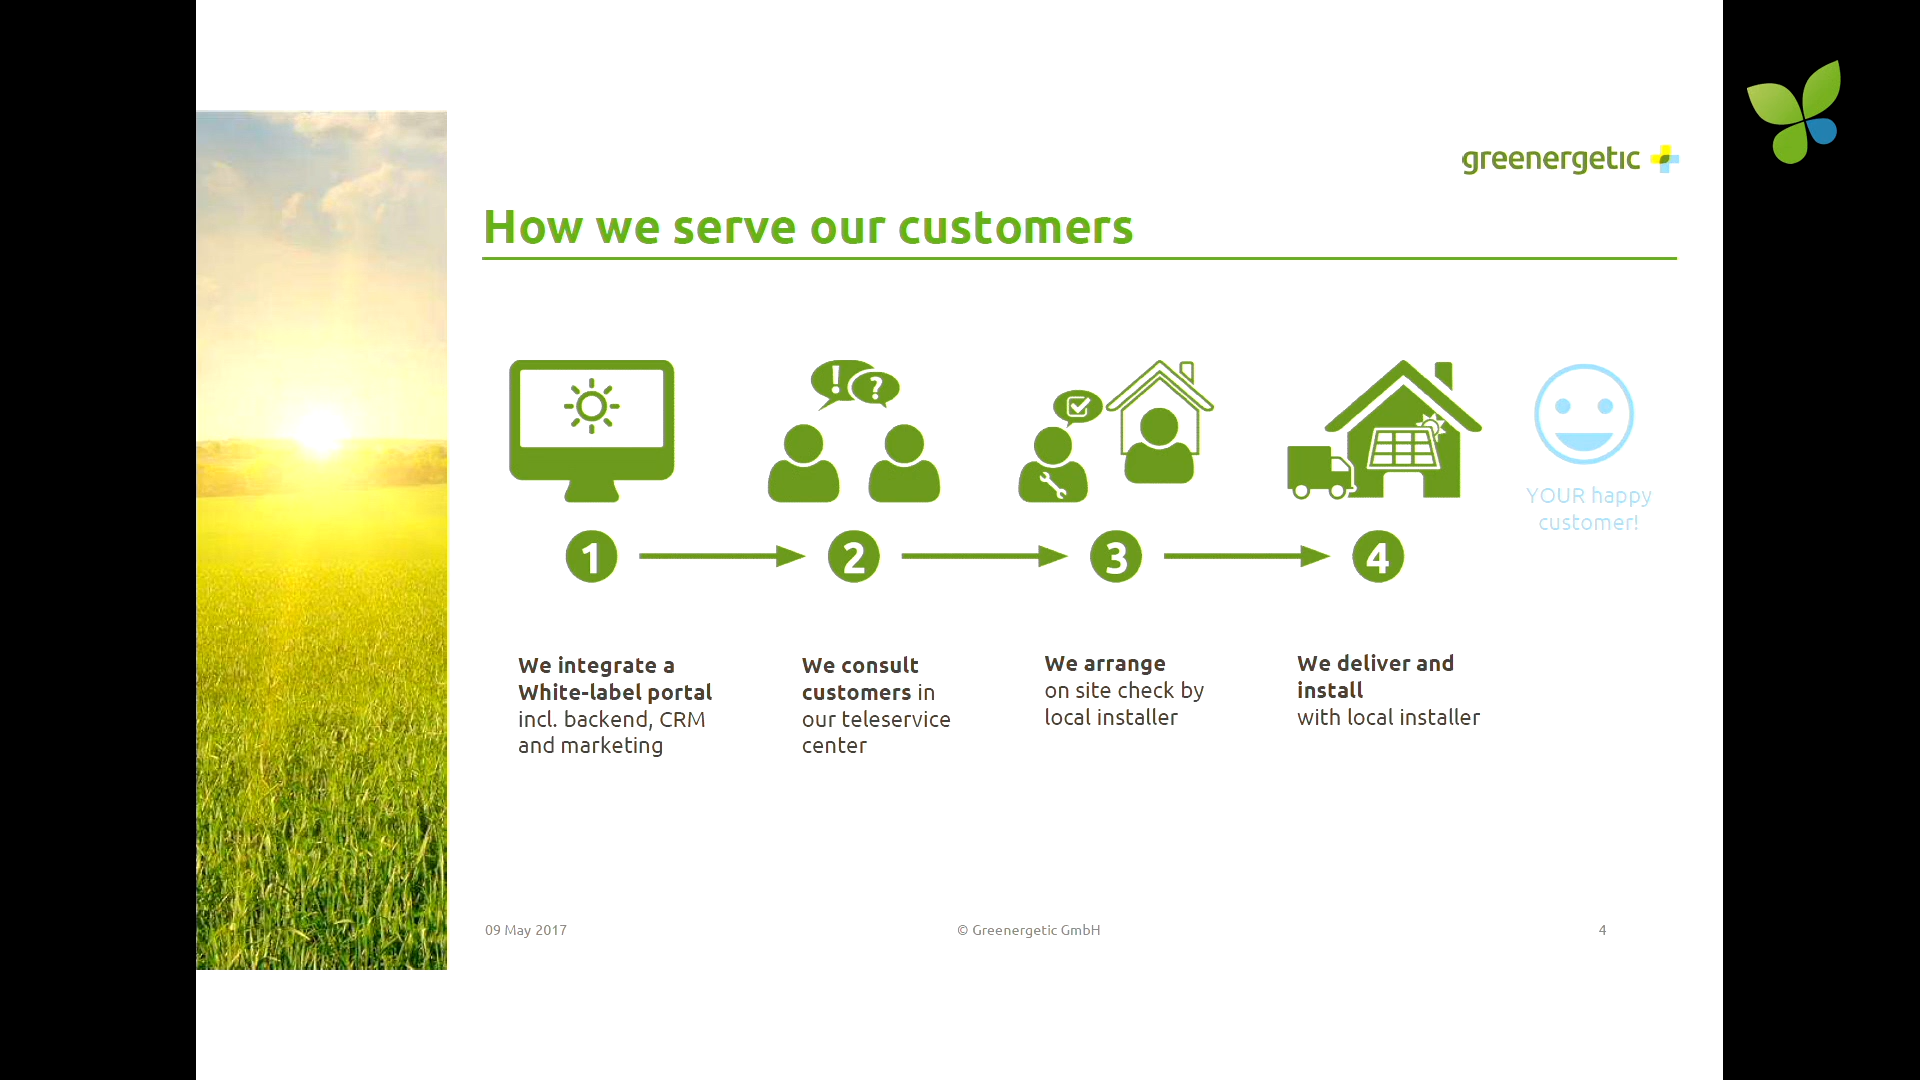 greenergetic
How we serve our customers
! ?
YOUR happy
customer!
1 2 3 4
We integrate a
White-label portal
incl. backend, CRM
and marketing
We consult
customers in
our teleservice
center
We arrange
on site check by
local installer
We deliver and
install
with local installer
09 May 2017
© Greenergetic GmbH
4